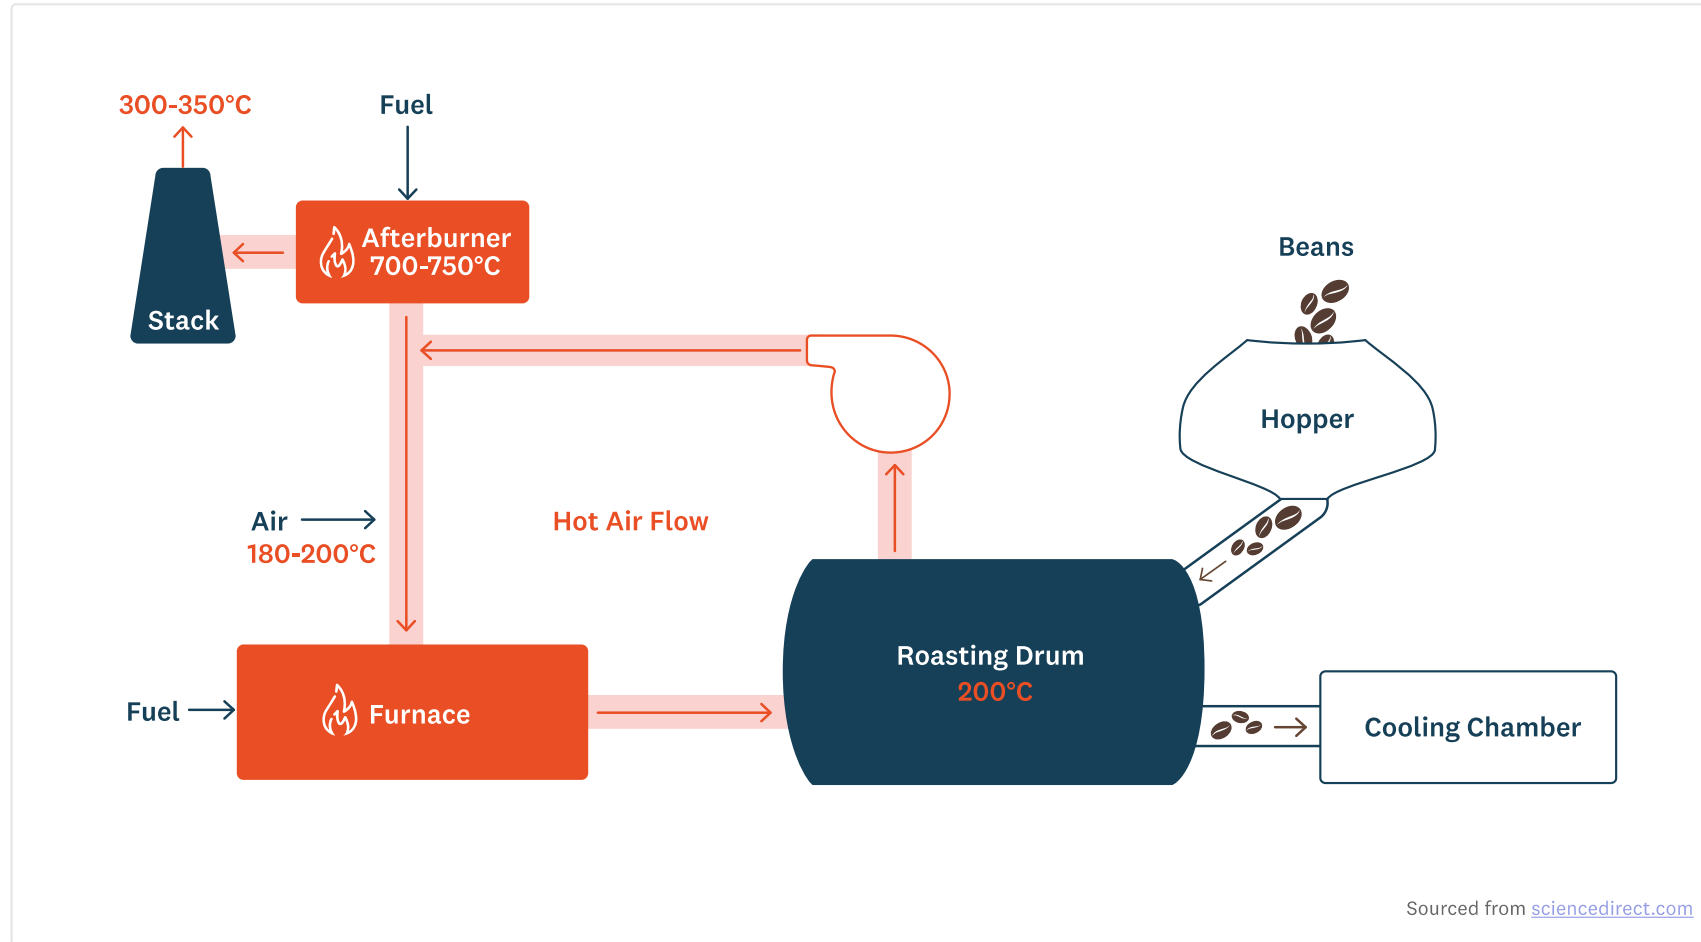 300-350°C
Fuel
Afterburner
700-750°C
Stack
Beans
Hopper
Air
180-200°C
Hot Air Flow
Roasting Drum
200°C
Fuel
Furnace
Cooling Chamber
Sourced from sciencedirect.com